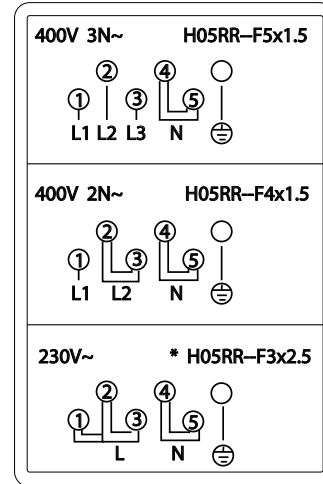 400V 3N~ H05RR--F5x1.5
2 4
1 3 5
L1 L2 L3 N
400V 2N~ H05RR--F4x1.5
2 4
1 3 5
L1 L2 N
230V~ * H05RR--F3x2.5
2 4
1 3 5
L N